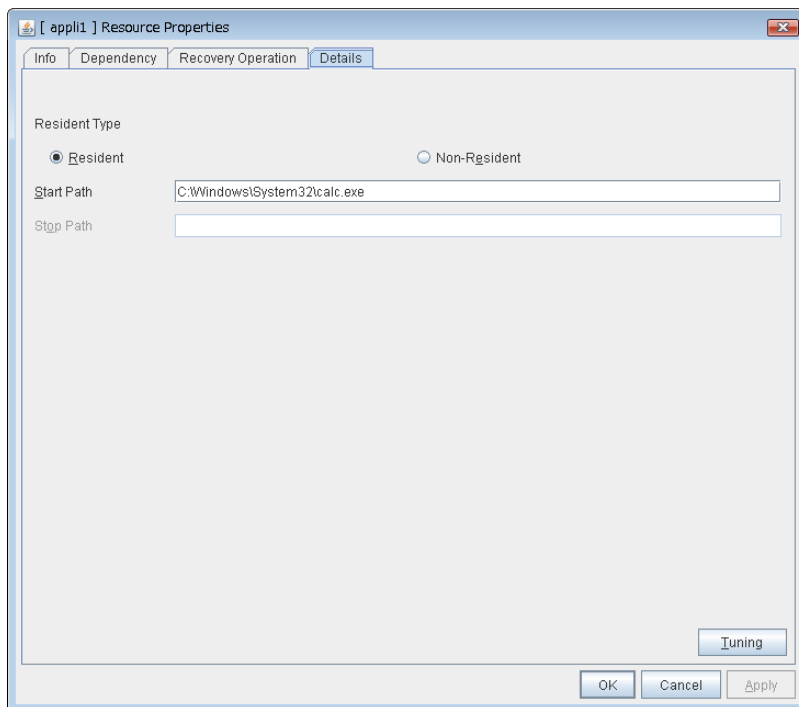 [ appli1 ] Resource Properties
Info Dependency Recovery Operation Details
Resident Type
Resident Non-Resident
Start Path C:\Windows\System32\calc.exe
Stop Path
Tuning
OK Cancel Apply